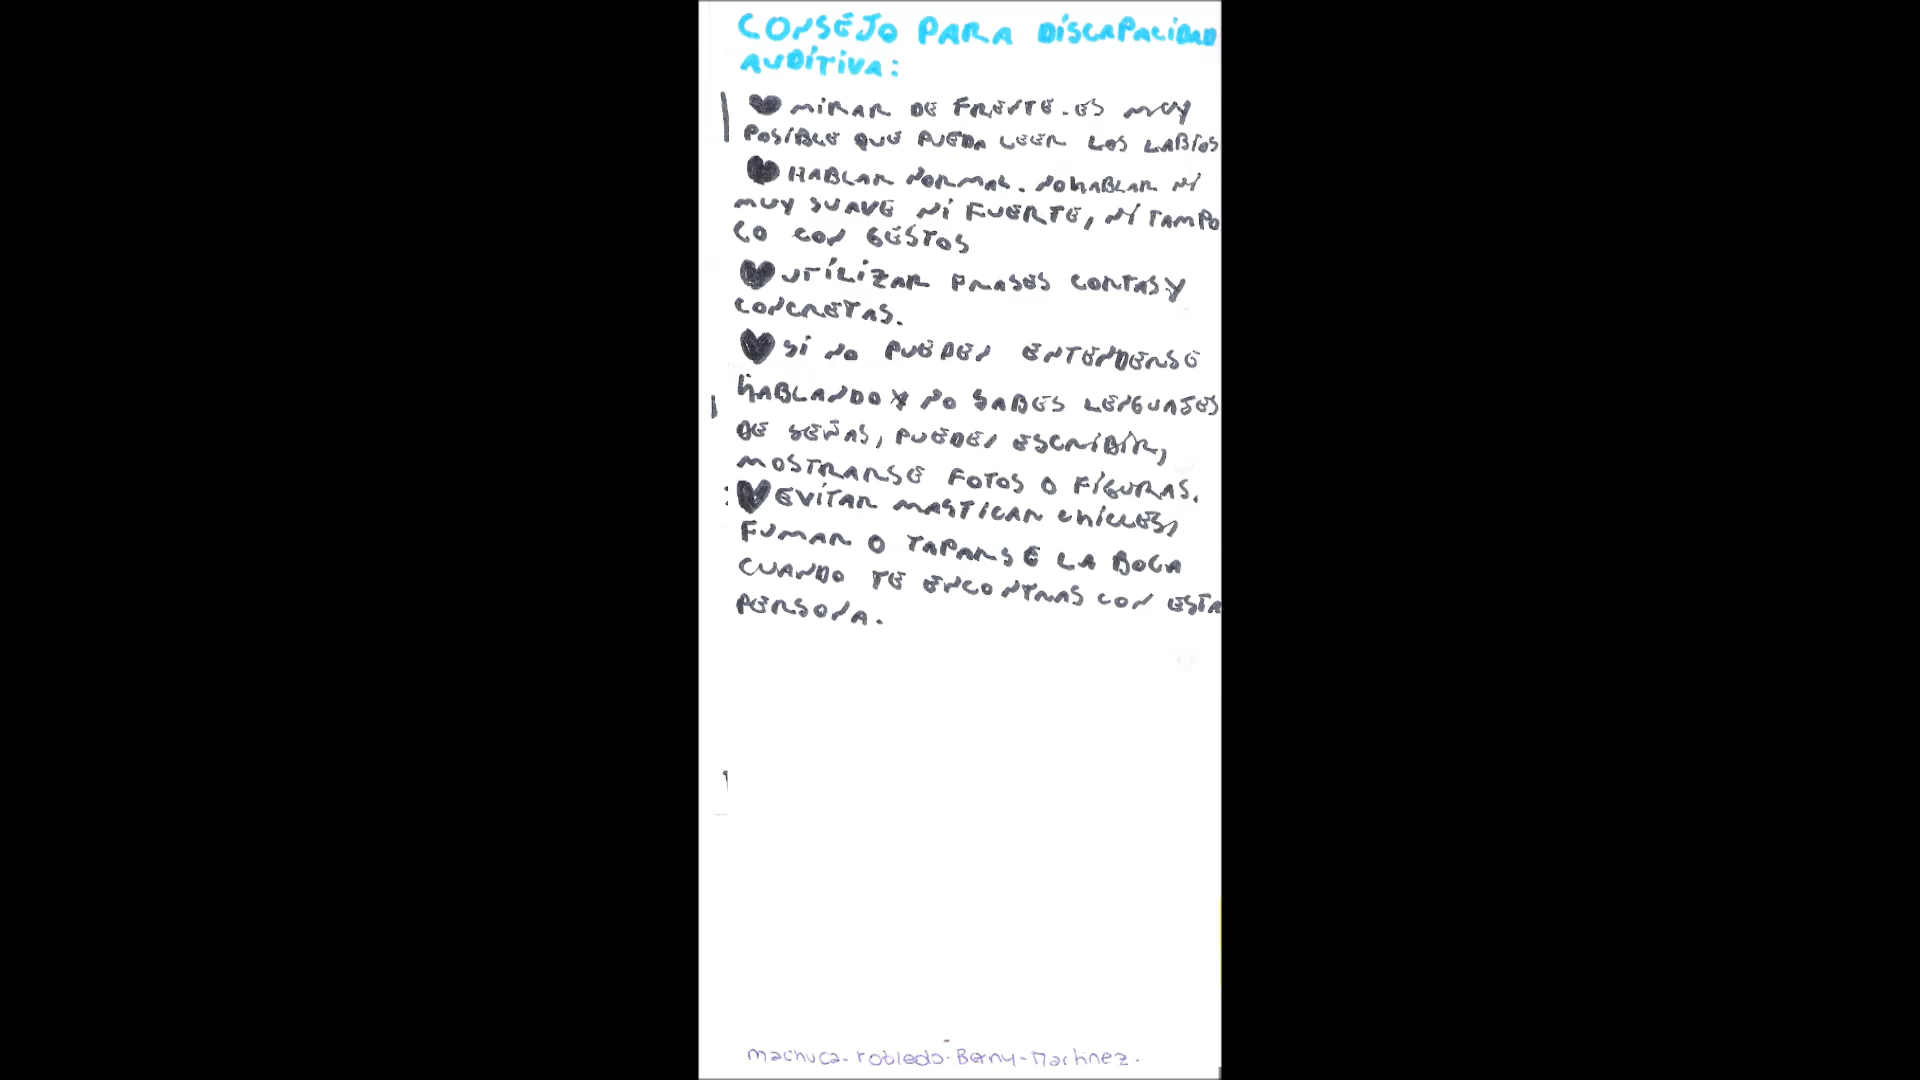 CONSEJO PARA DISCAPACIDAD
AUDITIVA:
MIRAR DE FRENTE. ES MUY
POSIBLE QUE PUEDA LEER LOS LABIOS
HABLAR NORMAL. NO HABLAR NI
MUY SUAVE NI FUERTE, NI TAMPO
CO CON GESTOS
UTILIZAR FRASES CORTAS Y
CONCRETAS.
SI NO PUEDEN ENTENDERSE
HABLANDO Y NO SABES LENGUAJES
DE SEÑAS, PUEDES ESCRIBIR,
MOSTRARSE FOTOS O FIGURAS.
EVITAR MASTICAR CHICLES,
FUMAR O TAPARSE LA BOCA
CUANDO TE ENCONTRAS CON ESTA
PERSONA.
machuca-robledo-Berny-Martinez.